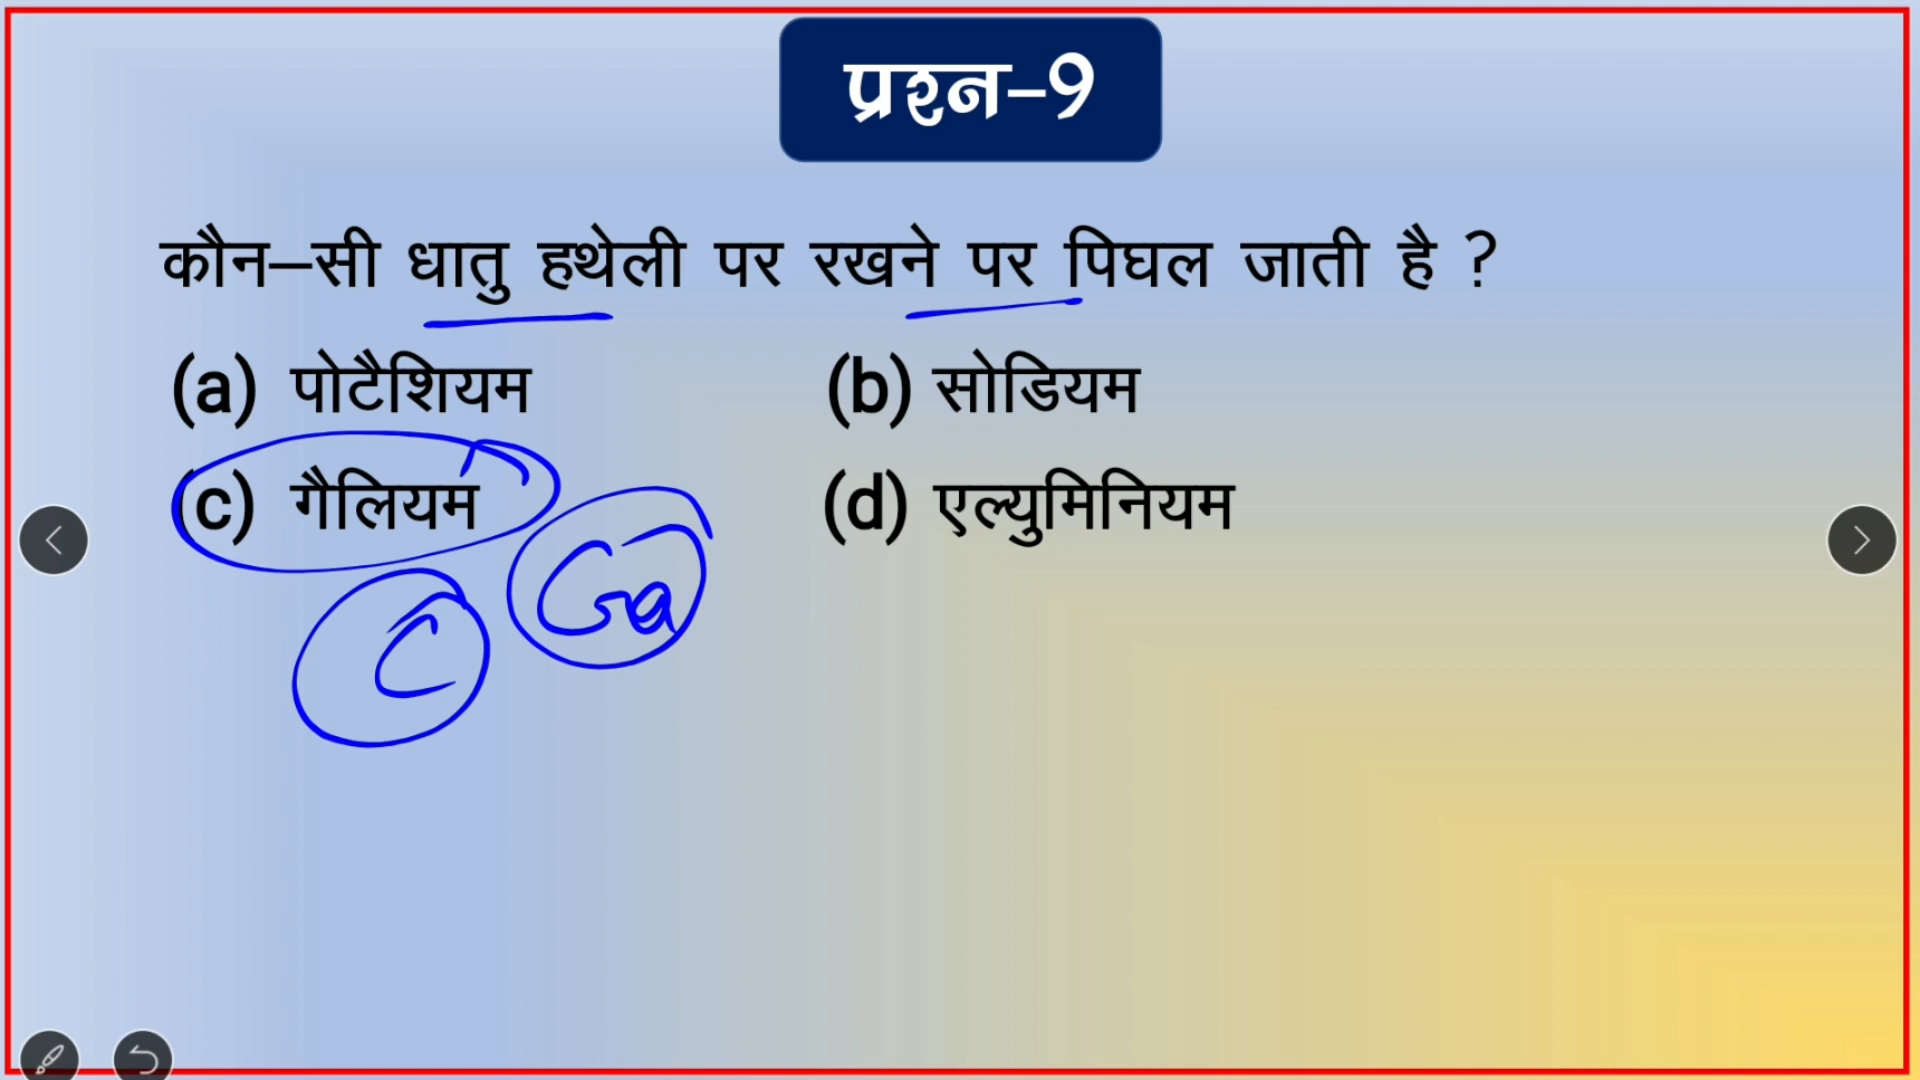 प्रश्न–9
कौन–सी धातु हथेली पर रखने पर पिघल जाती है ?
(a) पोटैशियम (b) सोडियम
(c) गैलियम (d) एल्युमिनियम
Ga
C